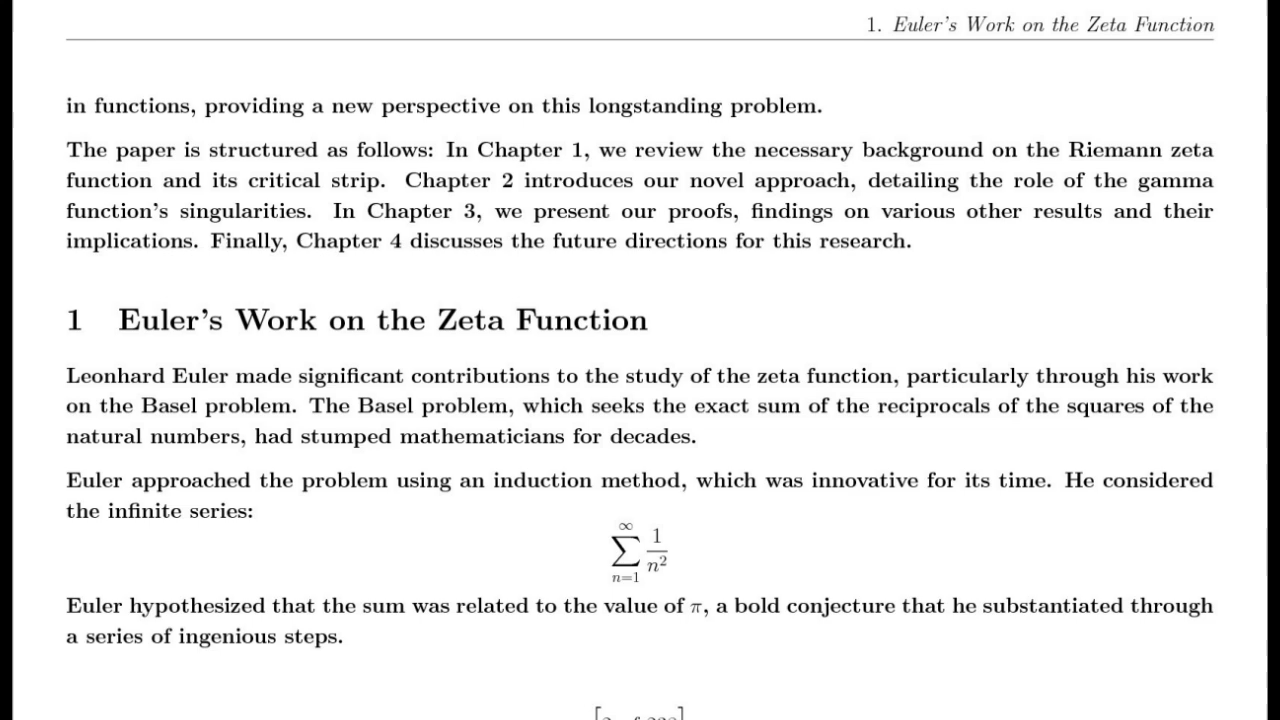 1. Euler's Work on the Zeta Function
in functions, providing a new perspective on this longstanding problem.
The paper is structured as follows: In Chapter 1, we review the necessary background on the Riemann zeta
function and its critical strip. Chapter 2 introduces our novel approach, detailing the role of the gamma
function's singularities. In Chapter 3, we present our proofs, findings on various other results and their
implications. Finally, Chapter 4 discusses the future directions for this research.
1 Euler's Work on the Zeta Function
Leonhard Euler made significant contributions to the study of the zeta function, particularly through his work
on the Basel problem. The Basel problem, which seeks the exact sum of the reciprocals of the squares of the
natural numbers, had stumped mathematicians for decades.
Euler approached the problem using an induction method, which was innovative for its time. He considered
the infinite series:
∞
∑ 1/n²
n=1
Euler hypothesized that the sum was related to the value of π, a bold conjecture that he substantiated through
a series of ingenious steps.